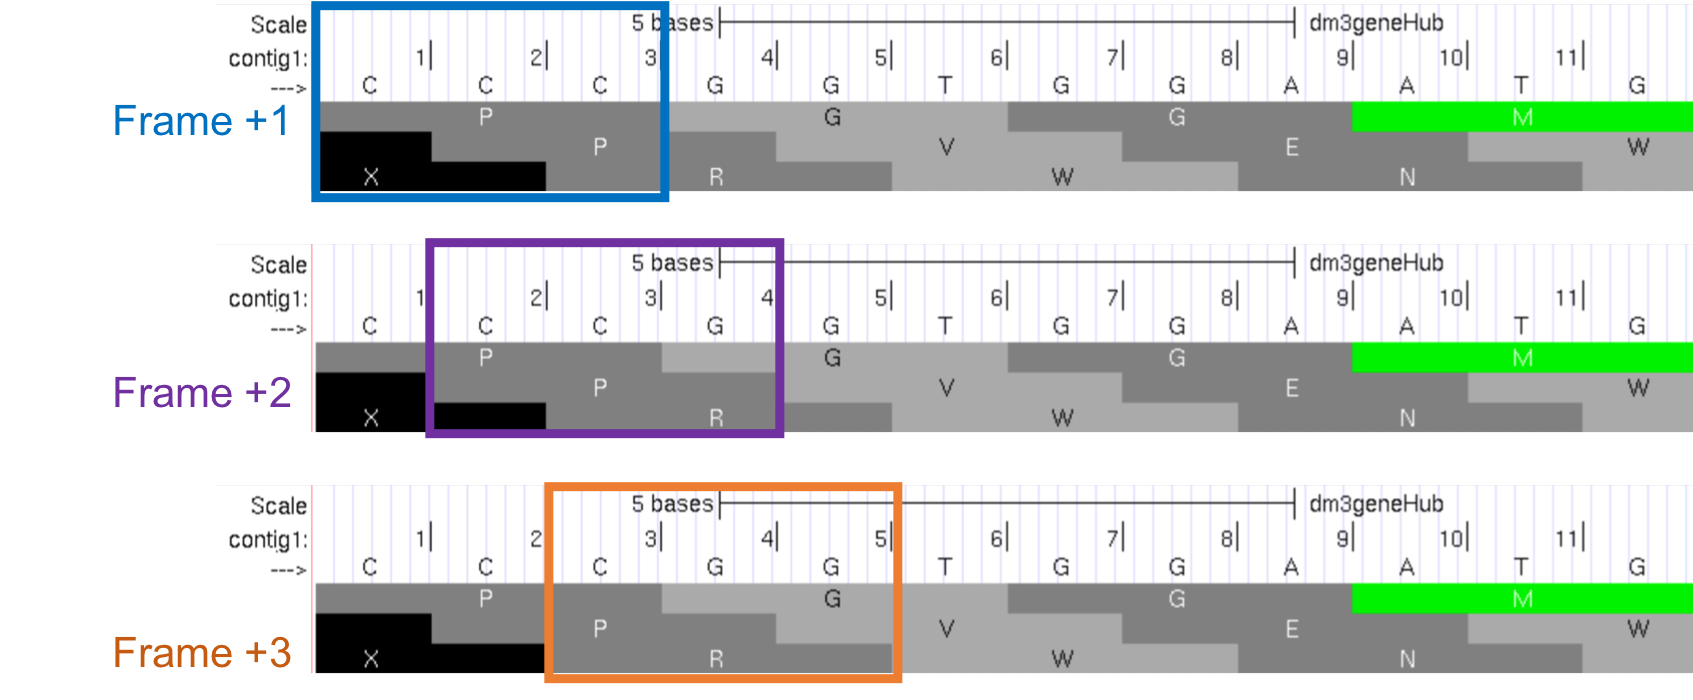 Scale 5 bases dm3geneHub
contig1: 1| 2| 3 4| 5| 6| 7| 8| 9| 10| 11|
---> C C C G G T G G A A T G
Frame +1 P G G M
P V E W
X R W N
Scale 5 bases dm3geneHub
contig1: 1 2| 3| 4 5| 6| 7| 8| 9| 10| 11|
---> C C C G G T G G A A T G
P G G M
Frame +2 P V E W
X R W N
Scale 5 bases dm3geneHub
contig1: 1| 2 3| 4| 5| 6| 7| 8| 9| 10| 11|
---> C C C G G T G G A A T G
P G G M
P V E W
Frame +3 X R W N